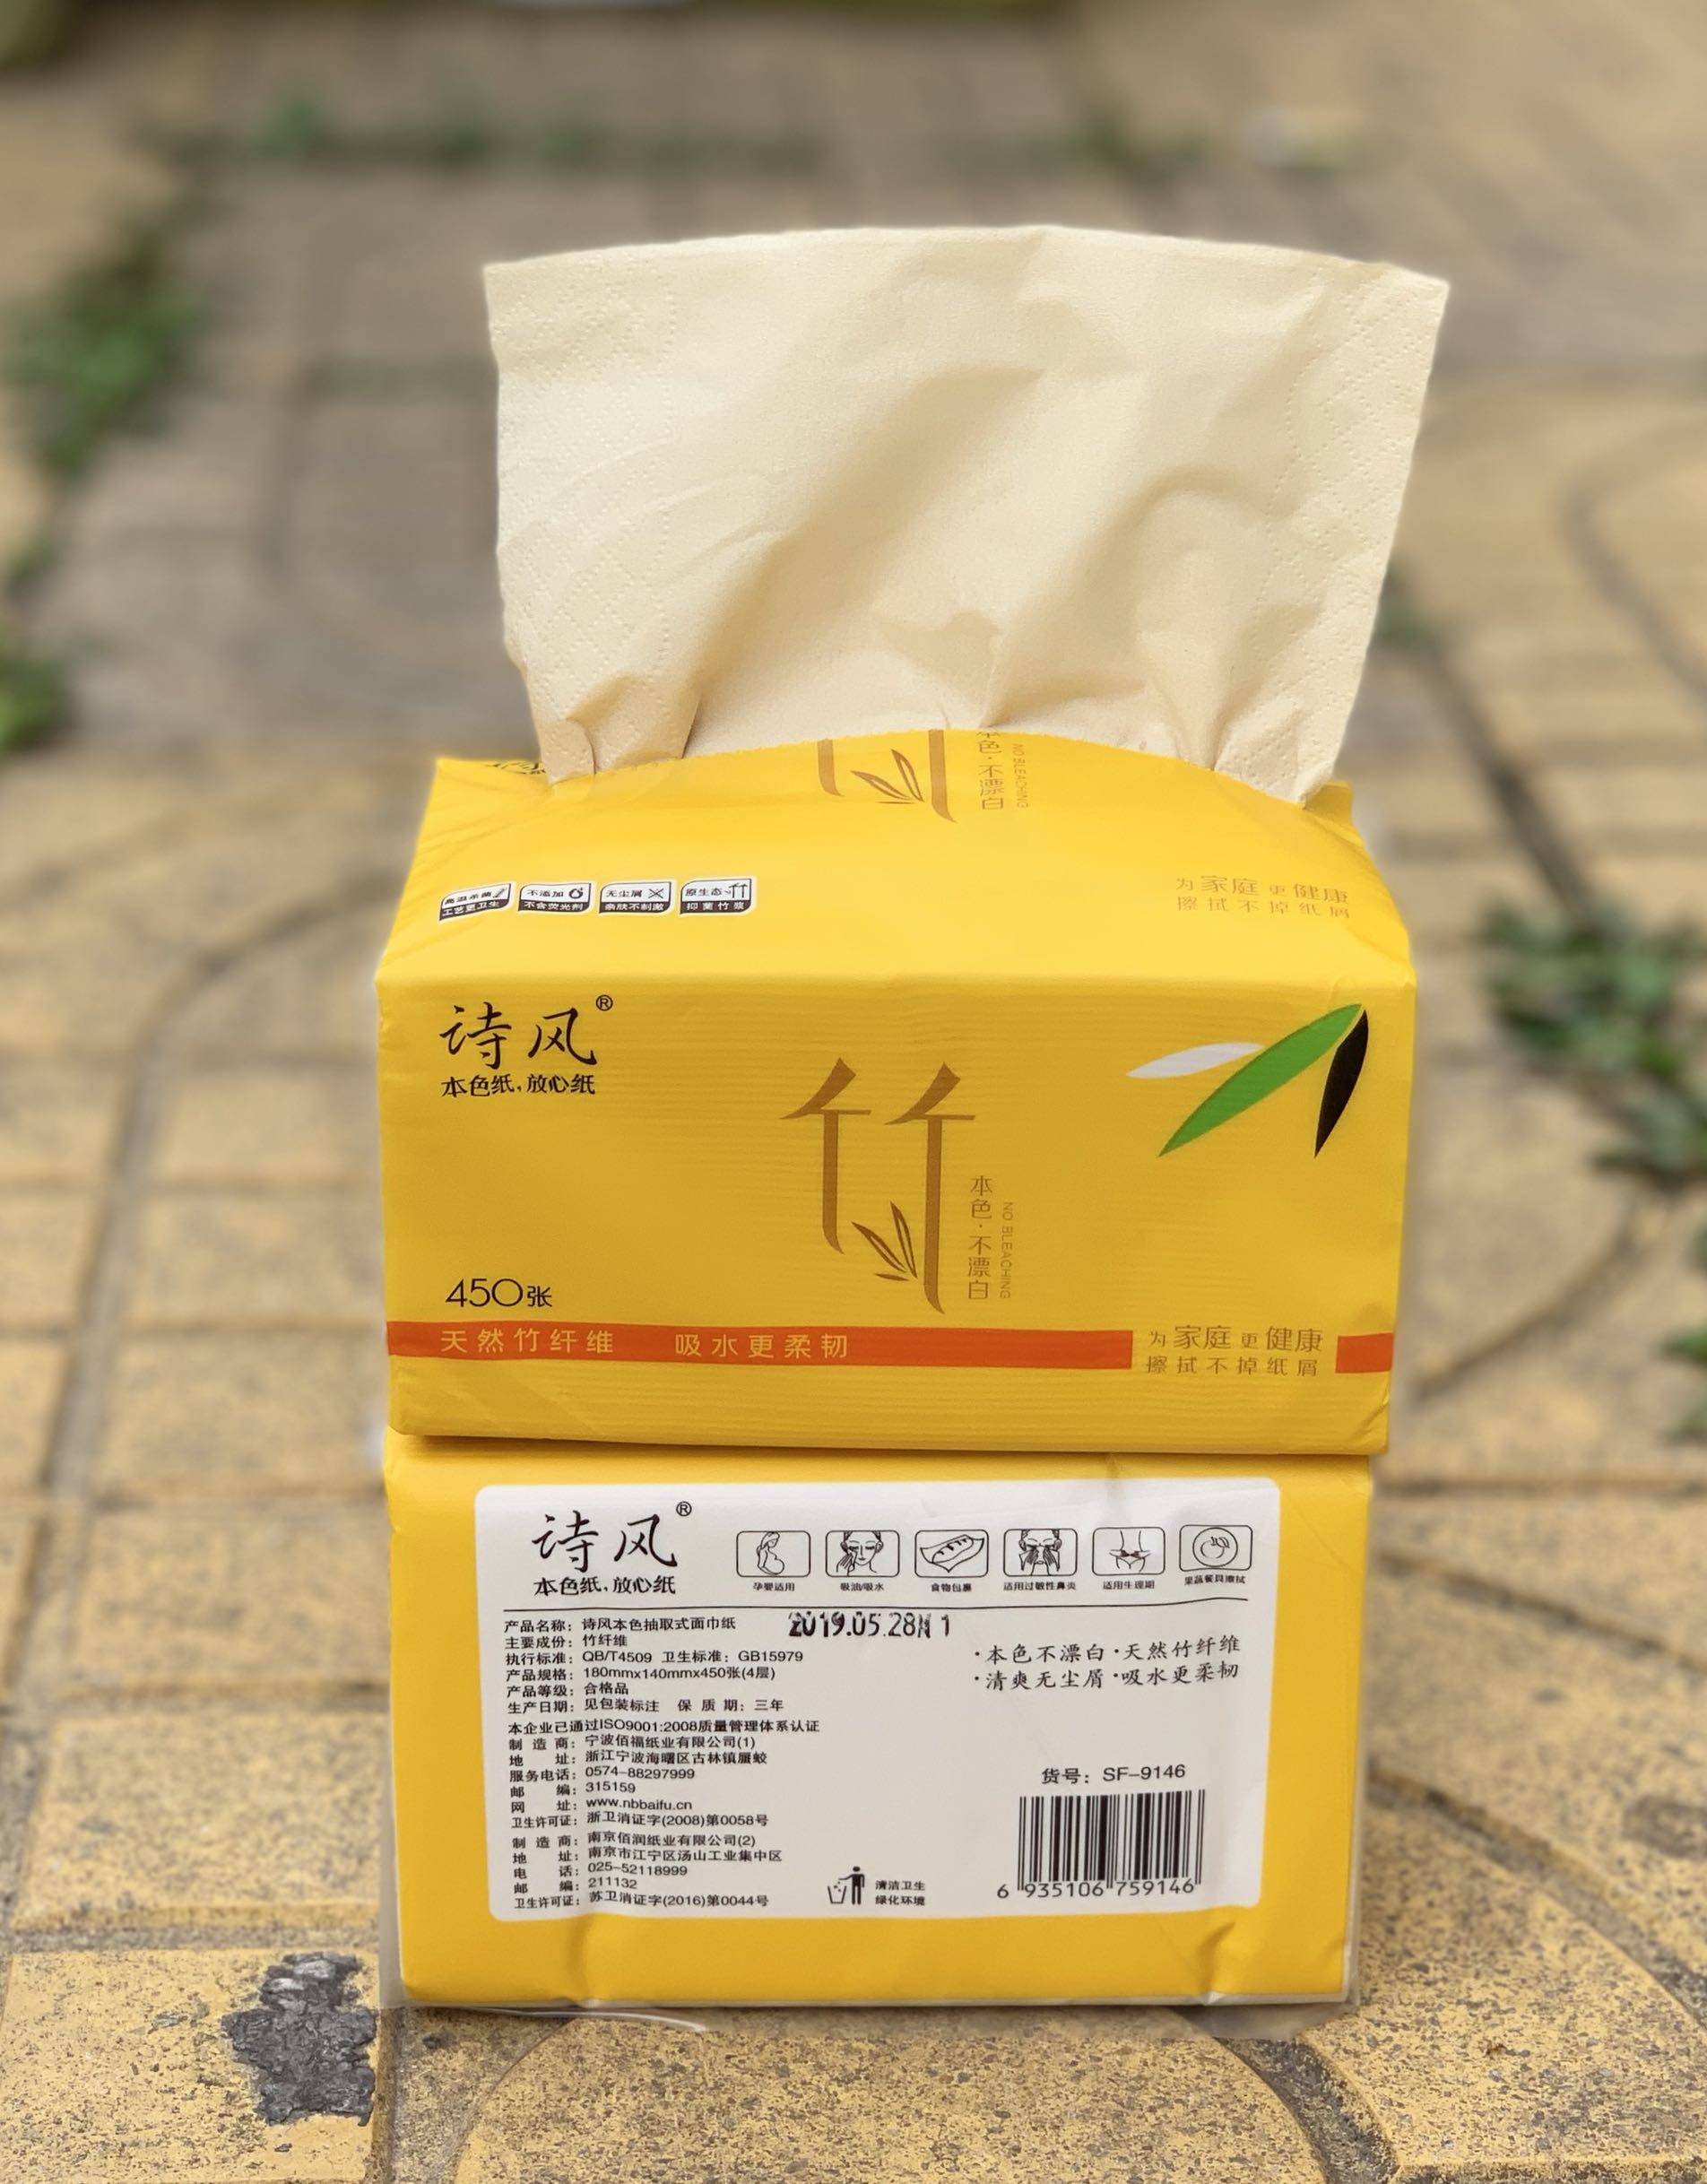 色·不漂白
NO BLEACHING
高温杀菌
工艺更卫生
不添加
不含荧光剂
无尘屑
亲肤不刺激
原生态
抑菌竹浆
为家庭更健康
擦拭不掉纸屑
诗风®
本色纸,放心纸
竹
本色·不漂白
NO BLEACHING
450张
天然竹纤维 吸水更柔韧
为家庭更健康
擦拭不掉纸屑
诗风®
本色纸,放心纸
孕婴适用
吸油/吸水
食物包裹
适用过敏性鼻炎
适用生理期
果蔬餐具擦拭
产品名称：诗风本色抽取式面巾纸
2019.05.28N 1
主要成份：竹纤维
执行标准：QB/T4509 卫生标准：GB15979
产品规格：180mmx140mmx450张(4层)
产品等级：合格品
生产日期：见包装标注 保质期：三年
·本色不漂白·天然竹纤维
·清爽无尘屑·吸水更柔韧
本企业已通过ISO9001:2008质量管理体系认证
制造商：宁波佰福纸业有限公司(1)
地址：浙江宁波海曙区古林镇蜃蛟
服务电话：0574-88297999
邮编：315159
网址：www.nbbaifu.cn
卫生许可证：浙卫消证字(2008)第0058号
制造商：南京佰润纸业有限公司(2)
地址：南京市江宁区汤山工业集中区
电话：025-52118999
邮编：211132
卫生许可证：苏卫消证字(2016)第0044号
清洁卫生
绿化环境
货号：SF-9146
6 935106 759146